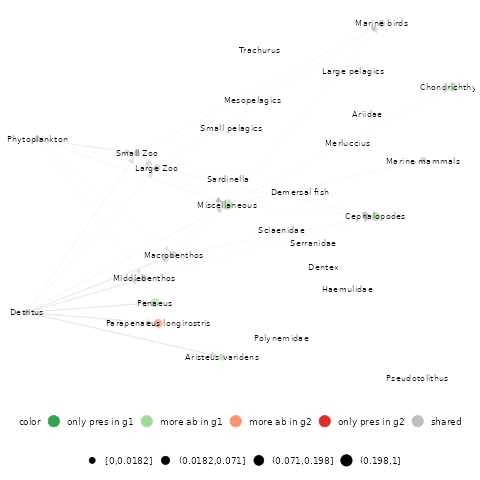 Marine birds
Trachurus
Large pelagics
Chondrichthy
Mesopelagics
Ariidae
Small pelagics
Phytoplankton
Merluccius
Small Zoo
Marine mammals
Large Zoo
Sardinella
Demersal fish
Miscellaneous
Cephalopodes
Sciaenidae
Serranidae
Macrobenthos
Dentex
Middlebenthos
Haemulidae
Penaeus
Detritus
Parapenaeus longirostris
Polynemidae
Aristeus varidens
Pseudotolithus
color only pres in g1 more ab in g1 more ab in g2 only pres in g2 shared
[0,0.0182] (0.0182,0.071] (0.071,0.198] (0.198,1]